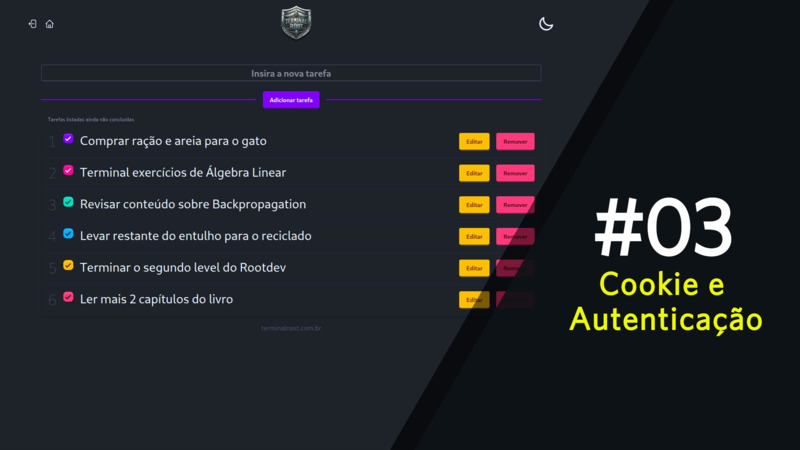 TERMINAL
ROOT
Insira a nova tarefa
Adicionar tarefa
Tarefas listadas ainda não concluídas
1 Comprar ração e areia para o gato Editar Remover
2 Terminal exercícios de Álgebra Linear Editar Remover
3 Revisar conteúdo sobre Backpropagation Editar Remover
4 Levar restante do entulho para o reciclado Editar Remover
5 Terminar o segundo level do Rootdev Editar
6 Ler mais 2 capítulos do livro Editar
terminalroot.com.br
#03
Cookie e
Autenticação